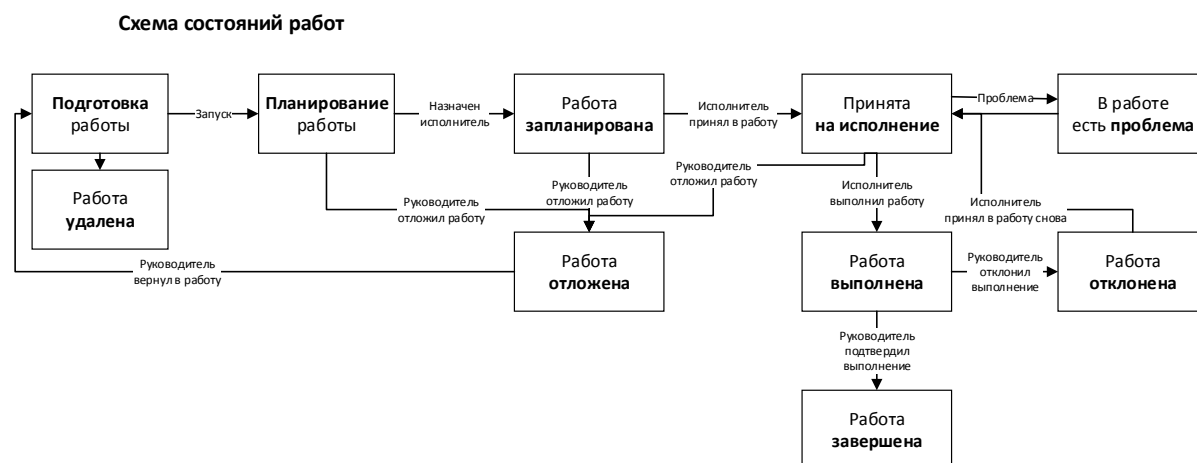 Схема состояний работ
Подготовка
работы
Запуск
Планирование
работы
Назначен
исполнитель
Работа
запланирована
Исполнитель
принял в работу
Принята
на исполнение
Проблема
В работе
есть проблема
Работа
удалена
Руководитель
отложил работу
Руководитель
отложил работу
Руководитель
отложил работу
Исполнитель
выполнил работу
Исполнитель
принял в работу снова
Руководитель
вернул в работу
Работа
отложена
Работа
выполнена
Руководитель
отклонил
выполнение
Работа
отклонена
Руководитель
подтвердил
выполнение
Работа
завершена